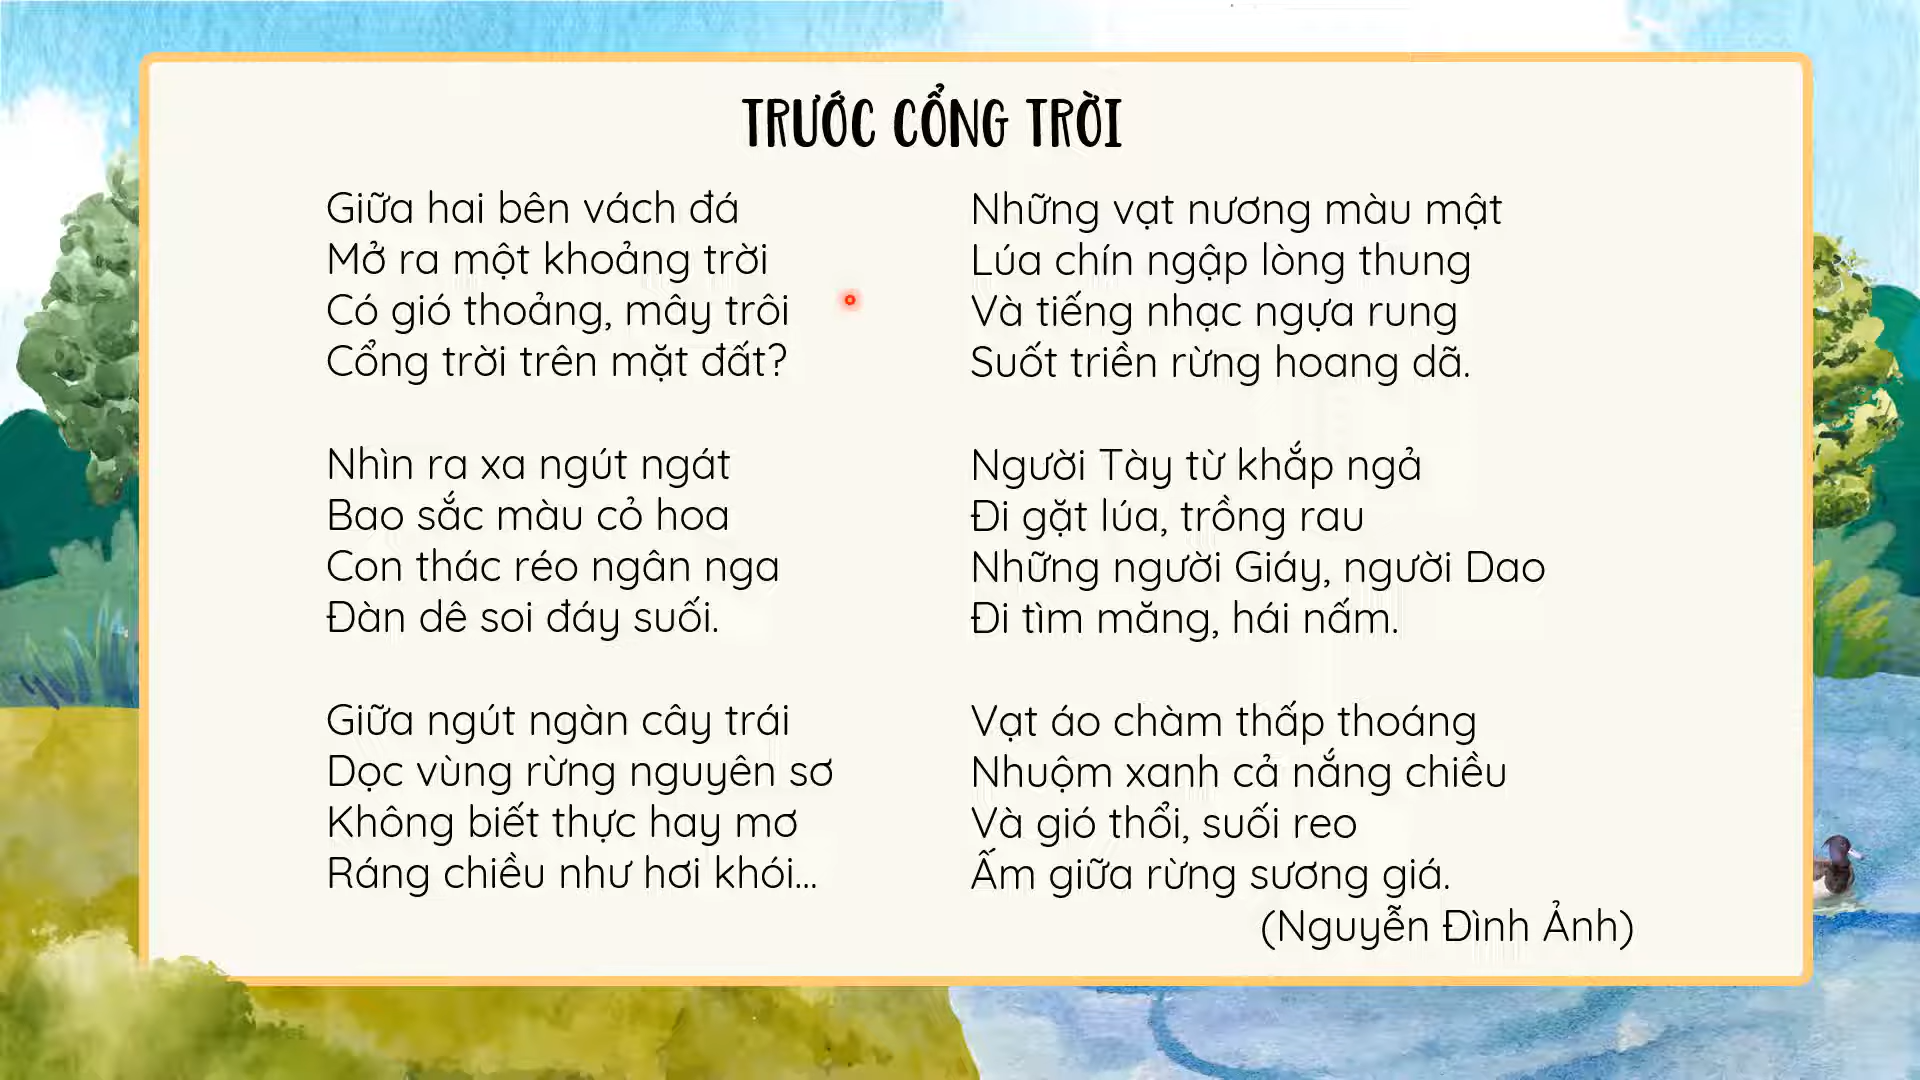 TRƯỚC CỔNG TRỜI
Giữa hai bên vách đá
Mở ra một khoảng trời
Có gió thoảng, mây trôi
Cổng trời trên mặt đất?
Nhìn ra xa ngút ngát
Bao sắc màu cỏ hoa
Con thác réo ngân nga
Đàn dê soi đáy suối.
Giữa ngút ngàn cây trái
Dọc vùng rừng nguyên sơ
Không biết thực hay mơ
Ráng chiều như hơi khói...
Những vạt nương màu mật
Lúa chín ngập lòng thung
Và tiếng nhạc ngựa rung
Suốt triền rừng hoang dã.
Người Tày từ khắp ngả
Đi gặt lúa, trồng rau
Những người Giáy, người Dao
Đi tìm măng, hái nấm.
Vạt áo chàm thấp thoáng
Nhuộm xanh cả nắng chiều
Và gió thổi, suối reo
Ấm giữa rừng sương giá.
(Nguyễn Đình Ảnh)